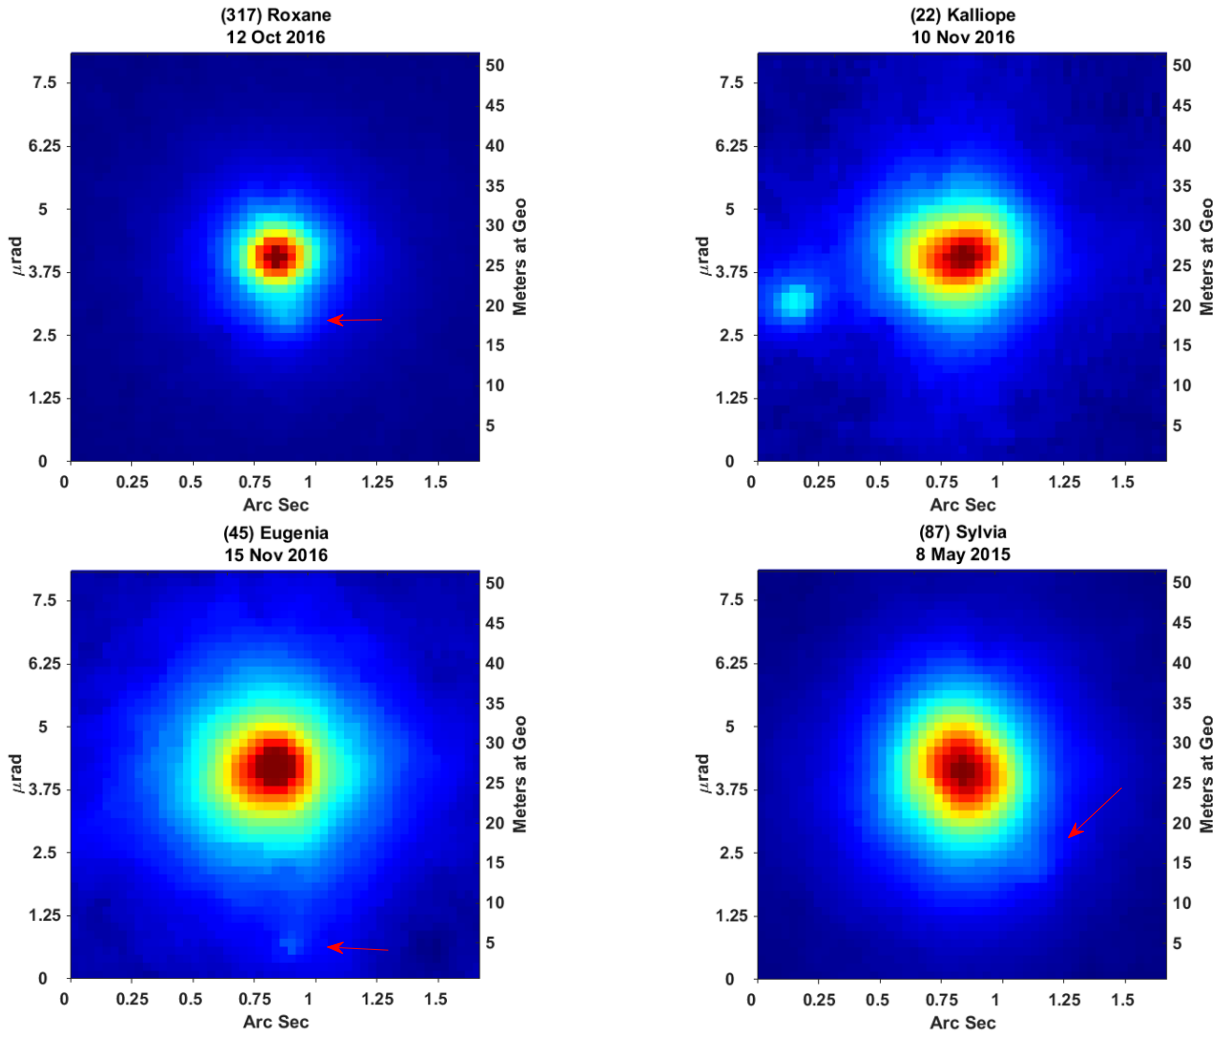 (317) Roxane
12 Oct 2016
7.5
6.25
5
3.75
2.5
1.25
0
μrad
50
45
40
35
30
25
20
15
10
5
Meters at Geo
0 0.25 0.5 0.75 1 1.25 1.5
Arc Sec
(22) Kalliope
10 Nov 2016
7.5
6.25
5
3.75
2.5
1.25
0
μrad
50
45
40
35
30
25
20
15
10
5
Meters at Geo
0 0.25 0.5 0.75 1 1.25 1.5
Arc Sec
(45) Eugenia
15 Nov 2016
7.5
6.25
5
3.75
2.5
1.25
0
μrad
50
45
40
35
30
25
20
15
10
5
Meters at Geo
0 0.25 0.5 0.75 1 1.25 1.5
Arc Sec
(87) Sylvia
8 May 2015
7.5
6.25
5
3.75
2.5
1.25
0
μrad
50
45
40
35
30
25
20
15
10
5
Meters at Geo
0 0.25 0.5 0.75 1 1.25 1.5
Arc Sec